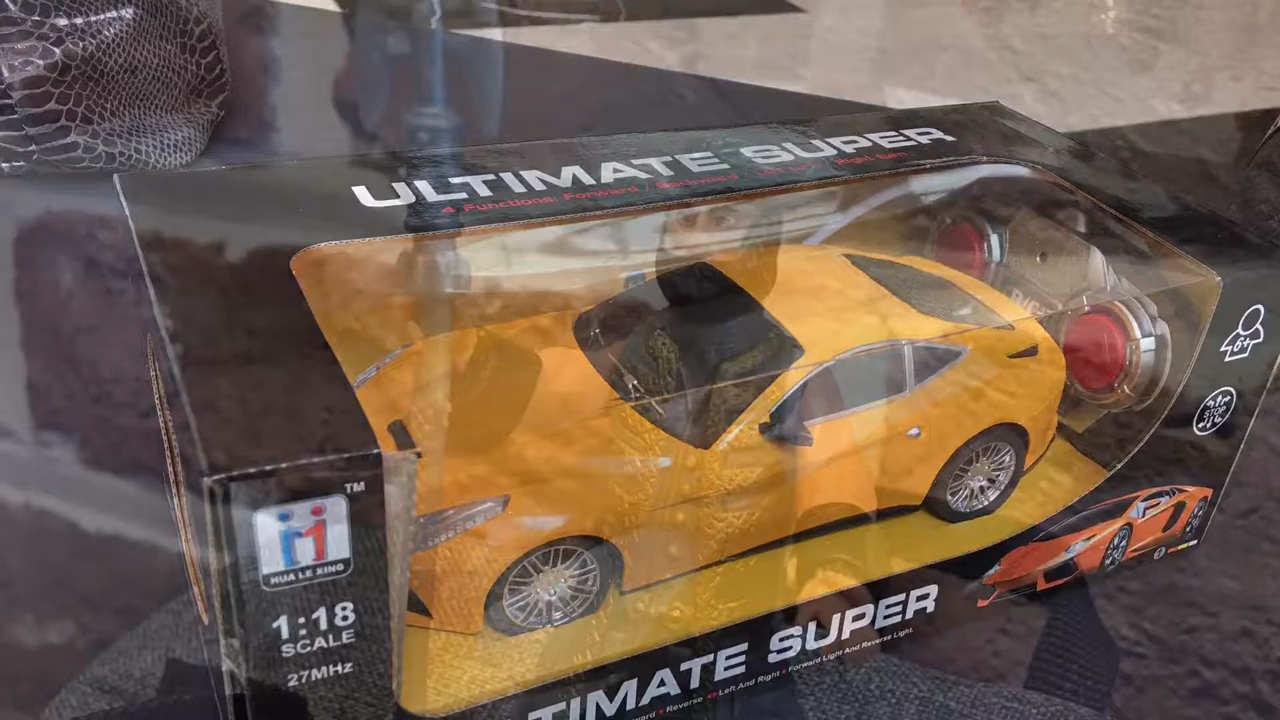 ULTIMATE SUPER
4 Functions: Forward / Backward / Left turn / Right turn
6+
STOP
TM
HUA LE XING
1:18
SCALE
27MHz
TIMATE SUPER
Reverse Left And Right Forward Light And Reverse Light.